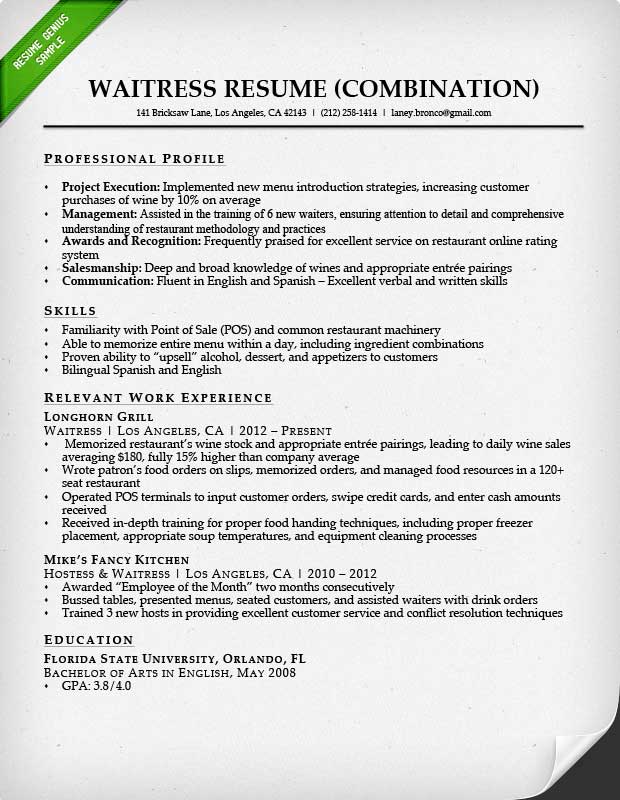 RESUME GENIUS
SAMPLE
WAITRESS RESUME (COMBINATION)
141 Bricksaw Lane, Los Angeles, CA 42143 | (212) 258-1414 | laney.bronco@gmail.com
PROFESSIONAL PROFILE
• Project Execution: Implemented new menu introduction strategies, increasing customer
purchases of wine by 10% on average
• Management: Assisted in the training of 6 new waiters, ensuring attention to detail and comprehensive
understanding of restaurant methodology and practices
• Awards and Recognition: Frequently praised for excellent service on restaurant online rating
system
• Salesmanship: Deep and broad knowledge of wines and appropriate entrée pairings
• Communication: Fluent in English and Spanish – Excellent verbal and written skills
SKILLS
• Familiarity with Point of Sale (POS) and common restaurant machinery
• Able to memorize entire menu within a day, including ingredient combinations
• Proven ability to “upsell” alcohol, dessert, and appetizers to customers
• Bilingual Spanish and English
RELEVANT WORK EXPERIENCE
LONGHORN GRILL
WAITRESS | LOS ANGELES, CA | 2012 – PRESENT
• Memorized restaurant’s wine stock and appropriate entrée pairings, leading to daily wine sales
averaging $180, fully 15% higher than company average
• Wrote patron’s food orders on slips, memorized orders, and managed food resources in a 120+
seat restaurant
• Operated POS terminals to input customer orders, swipe credit cards, and enter cash amounts
received
• Received in-depth training for proper food handing techniques, including proper freezer
placement, appropriate soup temperatures, and equipment cleaning processes
MIKE’S FANCY KITCHEN
HOSTESS & WAITRESS | LOS ANGELES, CA | 2010 – 2012
• Awarded “Employee of the Month” two months consecutively
• Bussed tables, presented menus, seated customers, and assisted waiters with drink orders
• Trained 3 new hosts in providing excellent customer service and conflict resolution techniques
EDUCATION
FLORIDA STATE UNIVERSITY, ORLANDO, FL
BACHELOR OF ARTS IN ENGLISH, MAY 2008
• GPA: 3.8/4.0